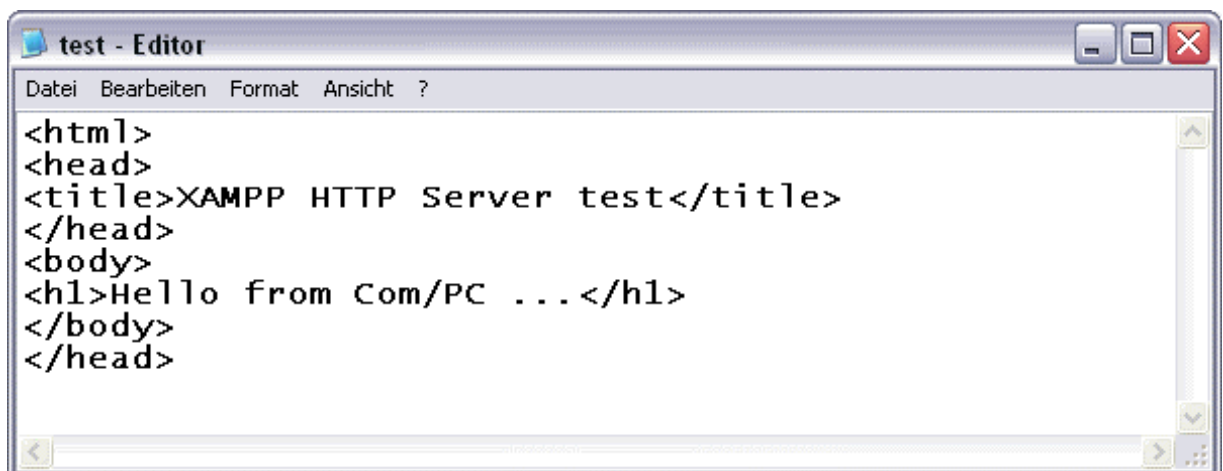 test - Editor
Datei Bearbeiten Format Ansicht ?
<html>
<head>
<title>XAMPP HTTP Server test</title>
</head>
<body>
<h1>Hello from Com/PC ...</h1>
</body>
</head>